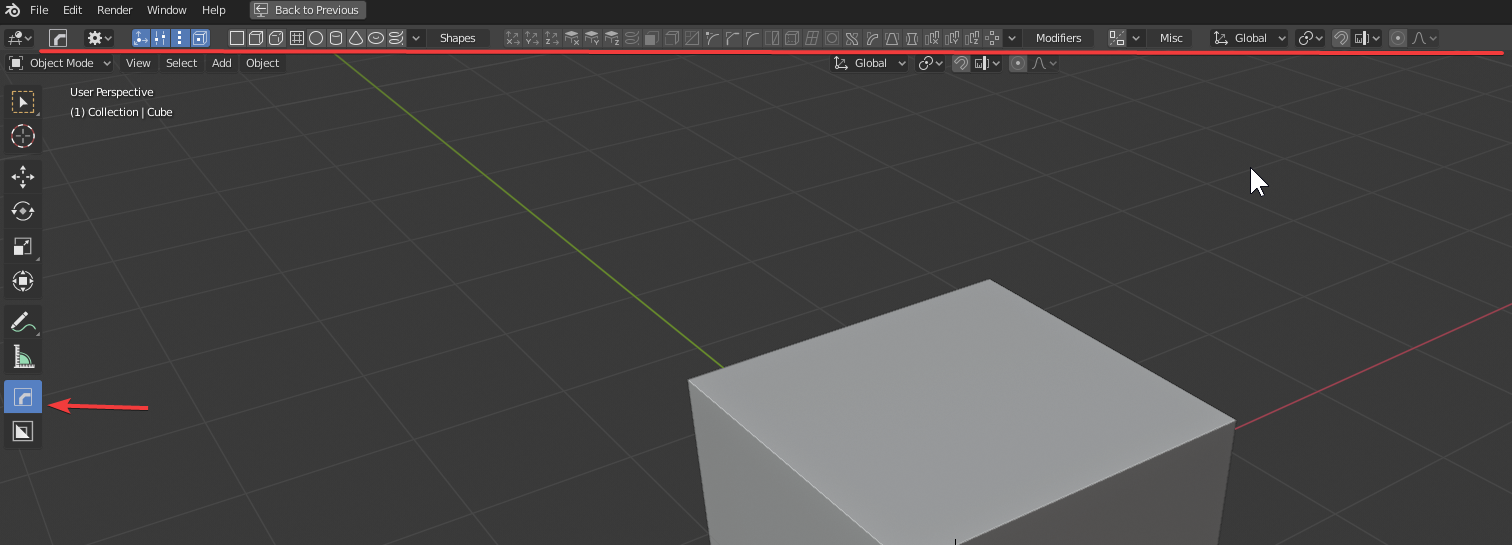 File Edit Render Window Help Back to Previous
Shapes Modifiers Misc Global
Object Mode View Select Add Object Global
User Perspective
(1) Collection | Cube